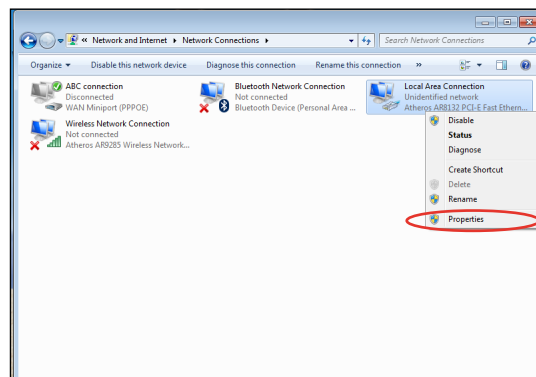 « Network and Internet ▸ Network Connections ▸
Search Network Connections
Organize ▾ Disable this network device Diagnose this connection Rename this connection »
ABC connection
Disconnected
WAN Miniport (PPPOE)
Bluetooth Network Connection
Not connected
Bluetooth Device (Personal Area ...
Local Area Connection
Unidentified network
Atheros AR8132 PCI-E Fast Ethern...
Wireless Network Connection
Not connected
Atheros AR9285 Wireless Network...
Disable
Status
Diagnose
Create Shortcut
Delete
Rename
Properties